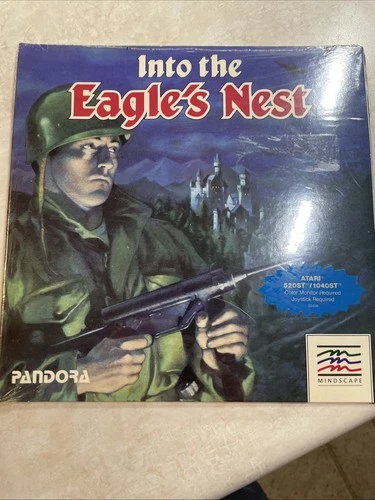 Into the
Eagle's Nest
ATARI
520ST™/1040ST™
Color Monitor Required
Joystick Required
PANDORA
MINDSCAPE